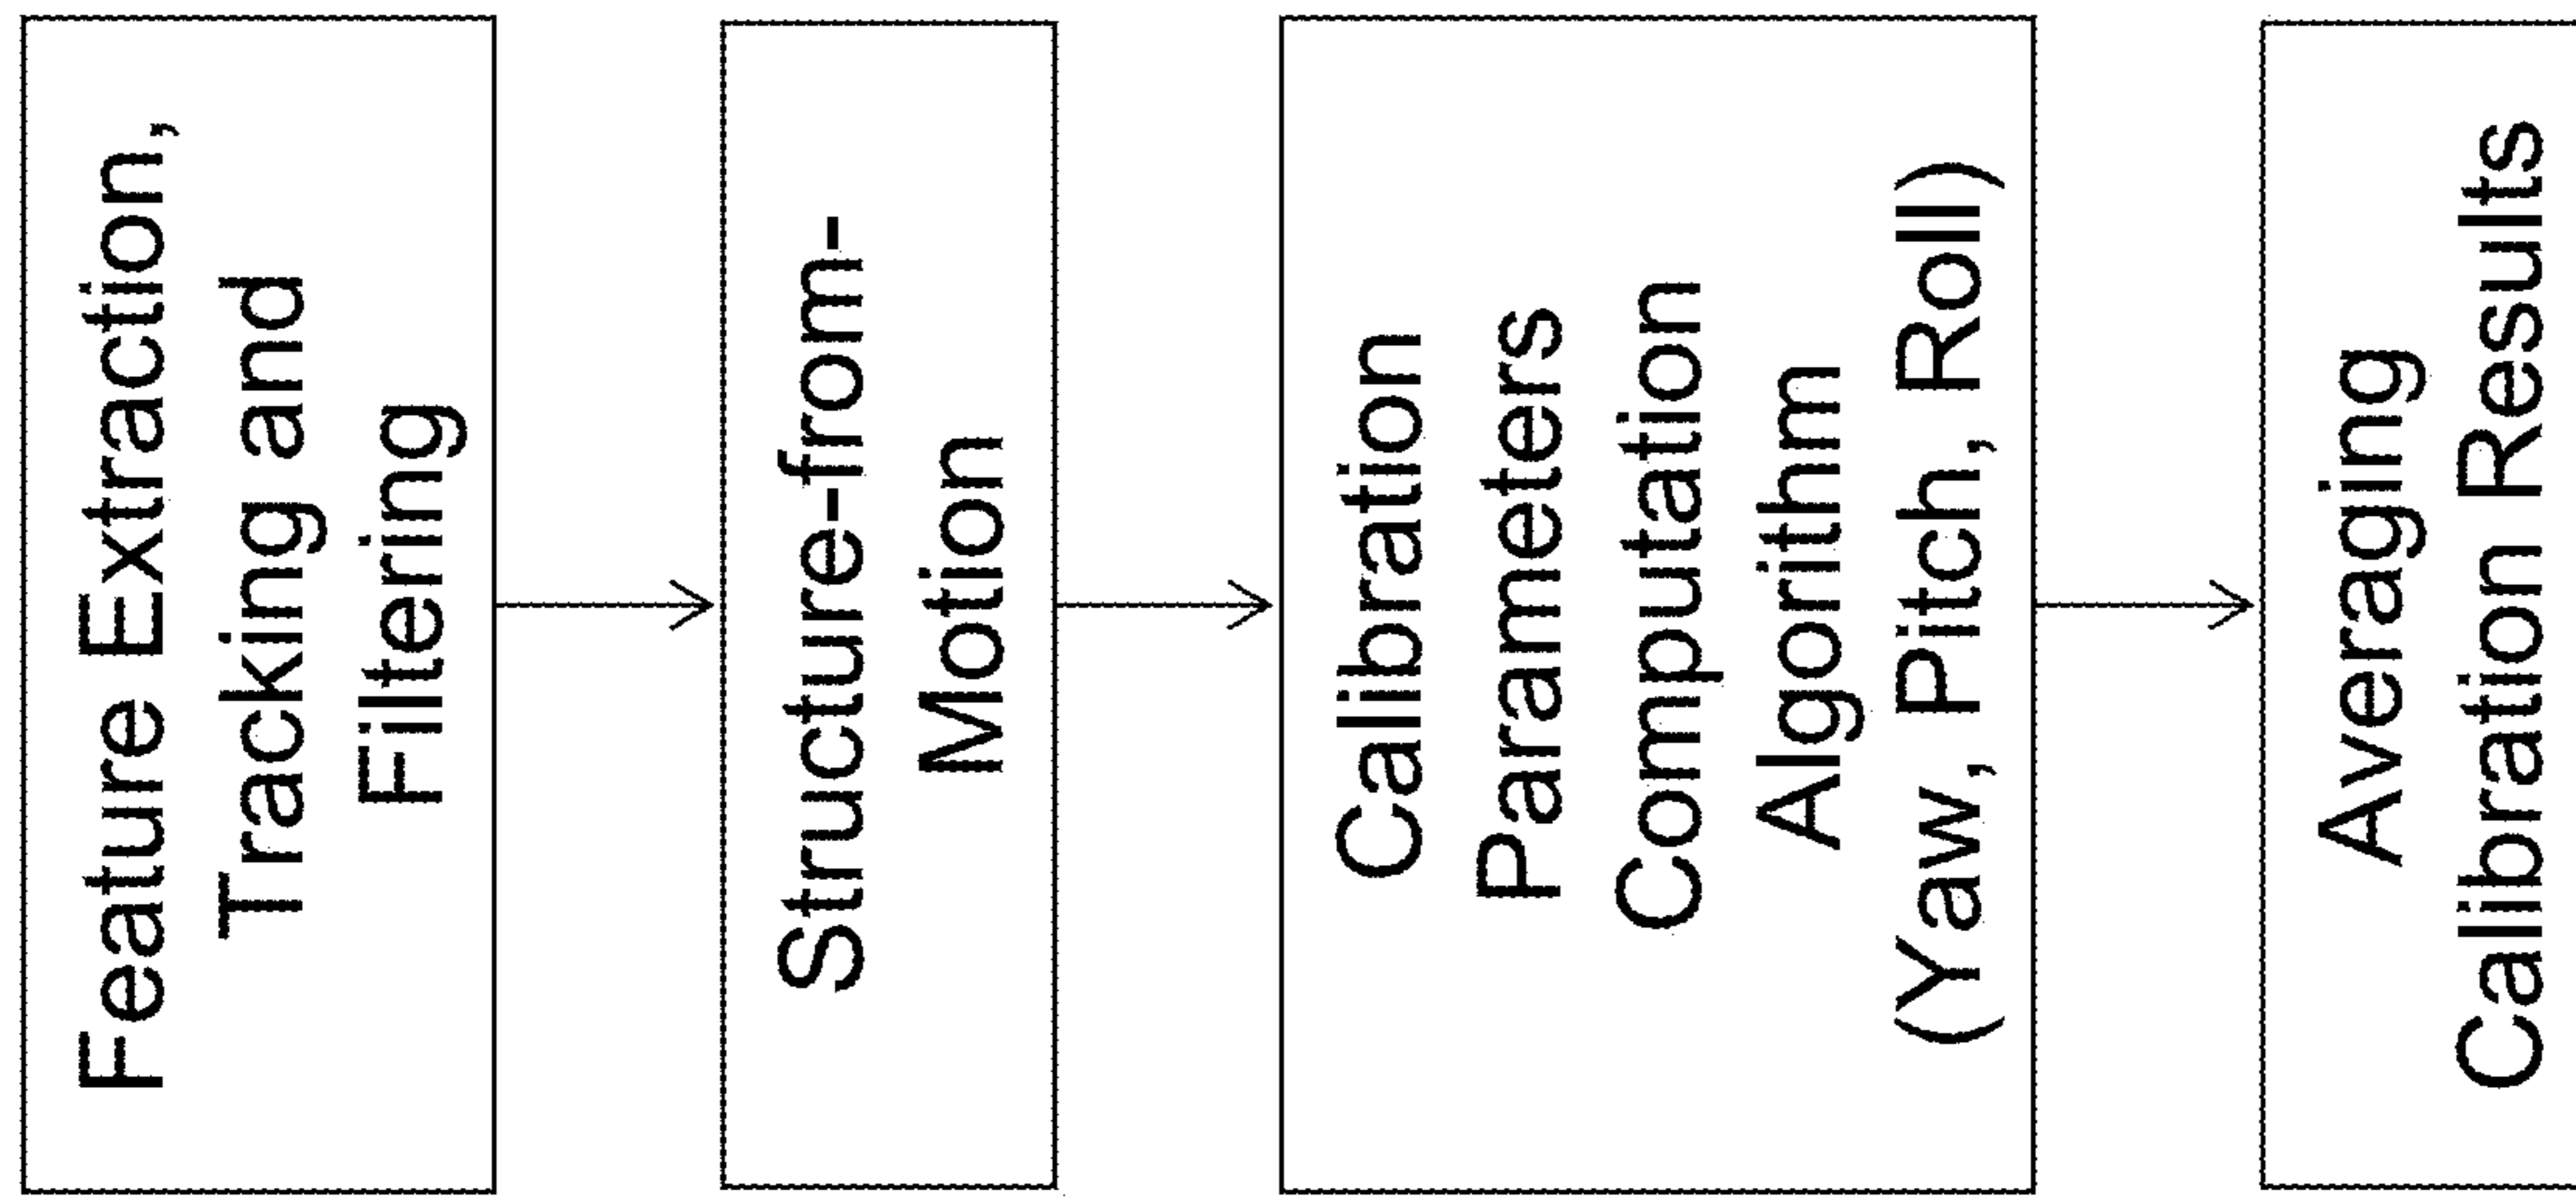 Feature Extraction,
Tracking and
Filtering
Structure-from-
Motion
Calibration
Parameters
Computation
Algorithm
(Yaw, Pitch, Roll)
Averaging
Calibration Results